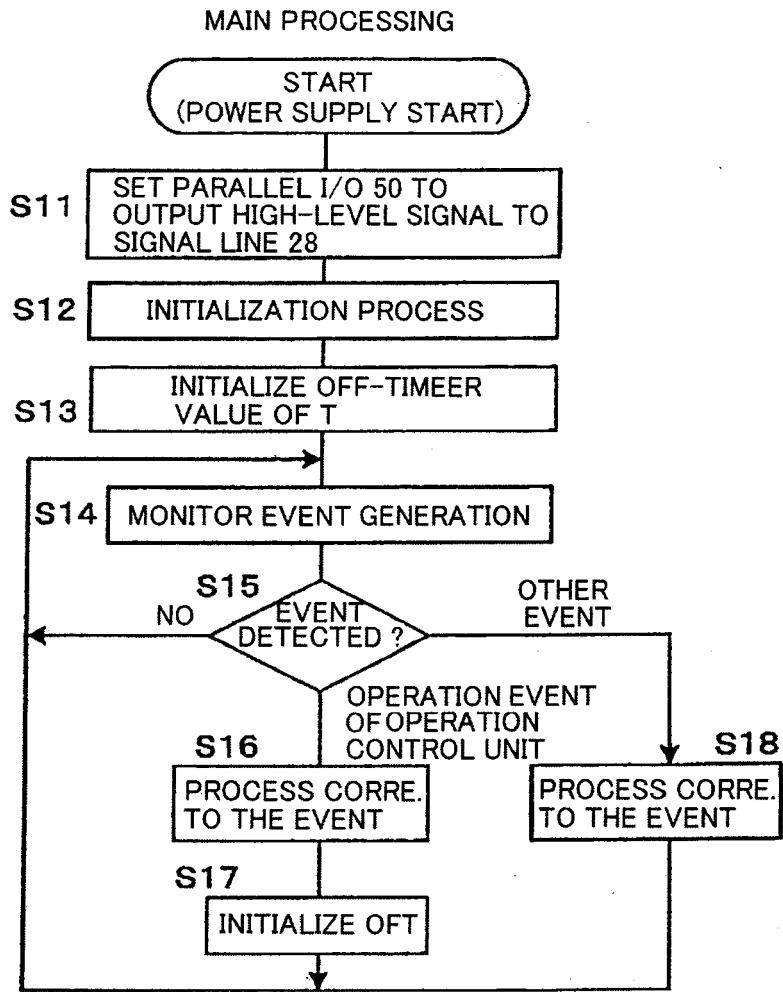 MAIN PROCESSING
START
(POWER SUPPLY START)
S11
SET PARALLEL I/O 50 TO
OUTPUT HIGH-LEVEL SIGNAL TO
SIGNAL LINE 28
S12
INITIALIZATION PROCESS
S13
INITIALIZE OFF-TIMEER
VALUE OF T
S14
MONITOR EVENT GENERATION
S15
NO
EVENT
DETECTED ?
OTHER
EVENT
OPERATION EVENT
OF OPERATION
CONTROL UNIT
S16
PROCESS CORRE.
TO THE EVENT
S18
PROCESS CORRE.
TO THE EVENT
S17
INITIALIZE OFT